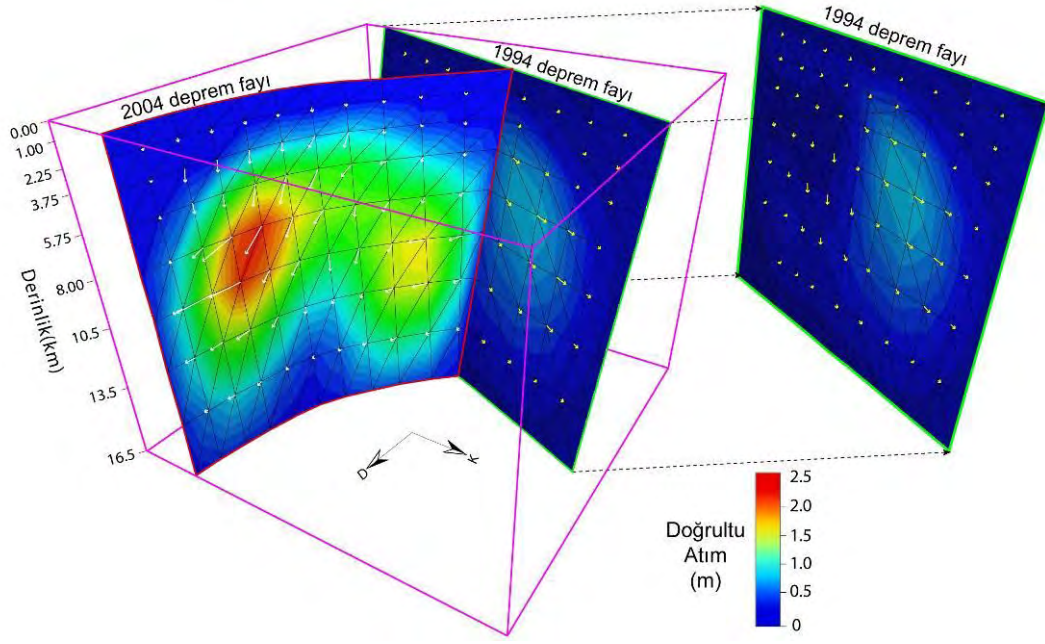 1994 deprem fayı
1994 deprem fayı
2004 deprem fayı
0.00
1.00
2.25
3.75
5.75
8.00
10.5
13.5
16.5
Derinlik(km)
D
K
Doğrultu
Atım
(m)
2.5
2.0
1.5
1.0
0.5
0